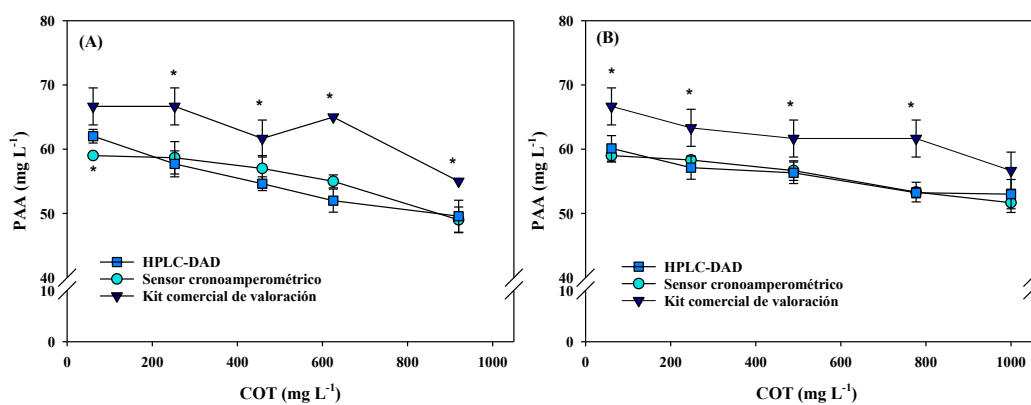 (A)
80
70
60
50
40
10
0
PAA (mg L-1)
* * * * *
HPLC-DAD
Sensor cronoamperométrico
Kit comercial de valoración
0 200 400 600 800 1000
COT (mg L-1)
(B)
80
70
60
50
40
10
0
PAA (mg L-1)
* * * *
HPLC-DAD
Sensor cronoamperométrico
Kit comercial de valoración
0 200 400 600 800 1000
COT (mg L-1)